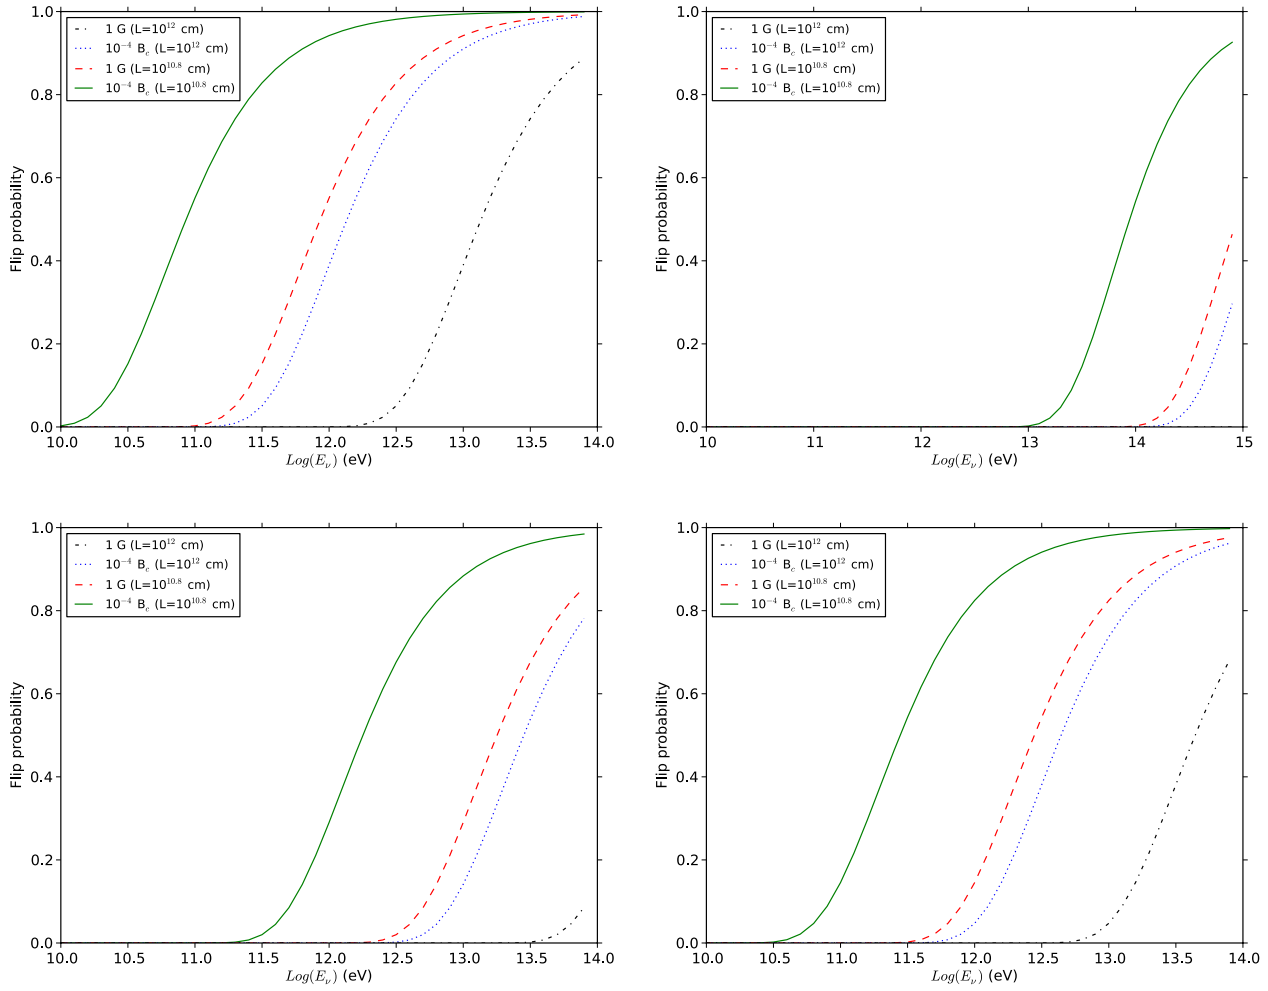 1.0
0.8
0.6
0.4
0.2
0.0
Flip probability
1 G (L=10^12 cm)
10^−4 B_c (L=10^12 cm)
1 G (L=10^10.8 cm)
10^−4 B_c (L=10^10.8 cm)
10.0 10.5 11.0 11.5 12.0 12.5 13.0 13.5 14.0
Log(E_ν) (eV)
1.0
0.8
0.6
0.4
0.2
0.0
Flip probability
1 G (L=10^12 cm)
10^−4 B_c (L=10^12 cm)
1 G (L=10^10.8 cm)
10^−4 B_c (L=10^10.8 cm)
10 11 12 13 14 15
Log(E_ν) (eV)
1.0
0.8
0.6
0.4
0.2
0.0
Flip probability
1 G (L=10^12 cm)
10^−4 B_c (L=10^12 cm)
1 G (L=10^10.8 cm)
10^−4 B_c (L=10^10.8 cm)
10.0 10.5 11.0 11.5 12.0 12.5 13.0 13.5 14.0
Log(E_ν) (eV)
1.0
0.8
0.6
0.4
0.2
0.0
Flip probability
1 G (L=10^12 cm)
10^−4 B_c (L=10^12 cm)
1 G (L=10^10.8 cm)
10^−4 B_c (L=10^10.8 cm)
10.0 10.5 11.0 11.5 12.0 12.5 13.0 13.5 14.0
Log(E_ν) (eV)